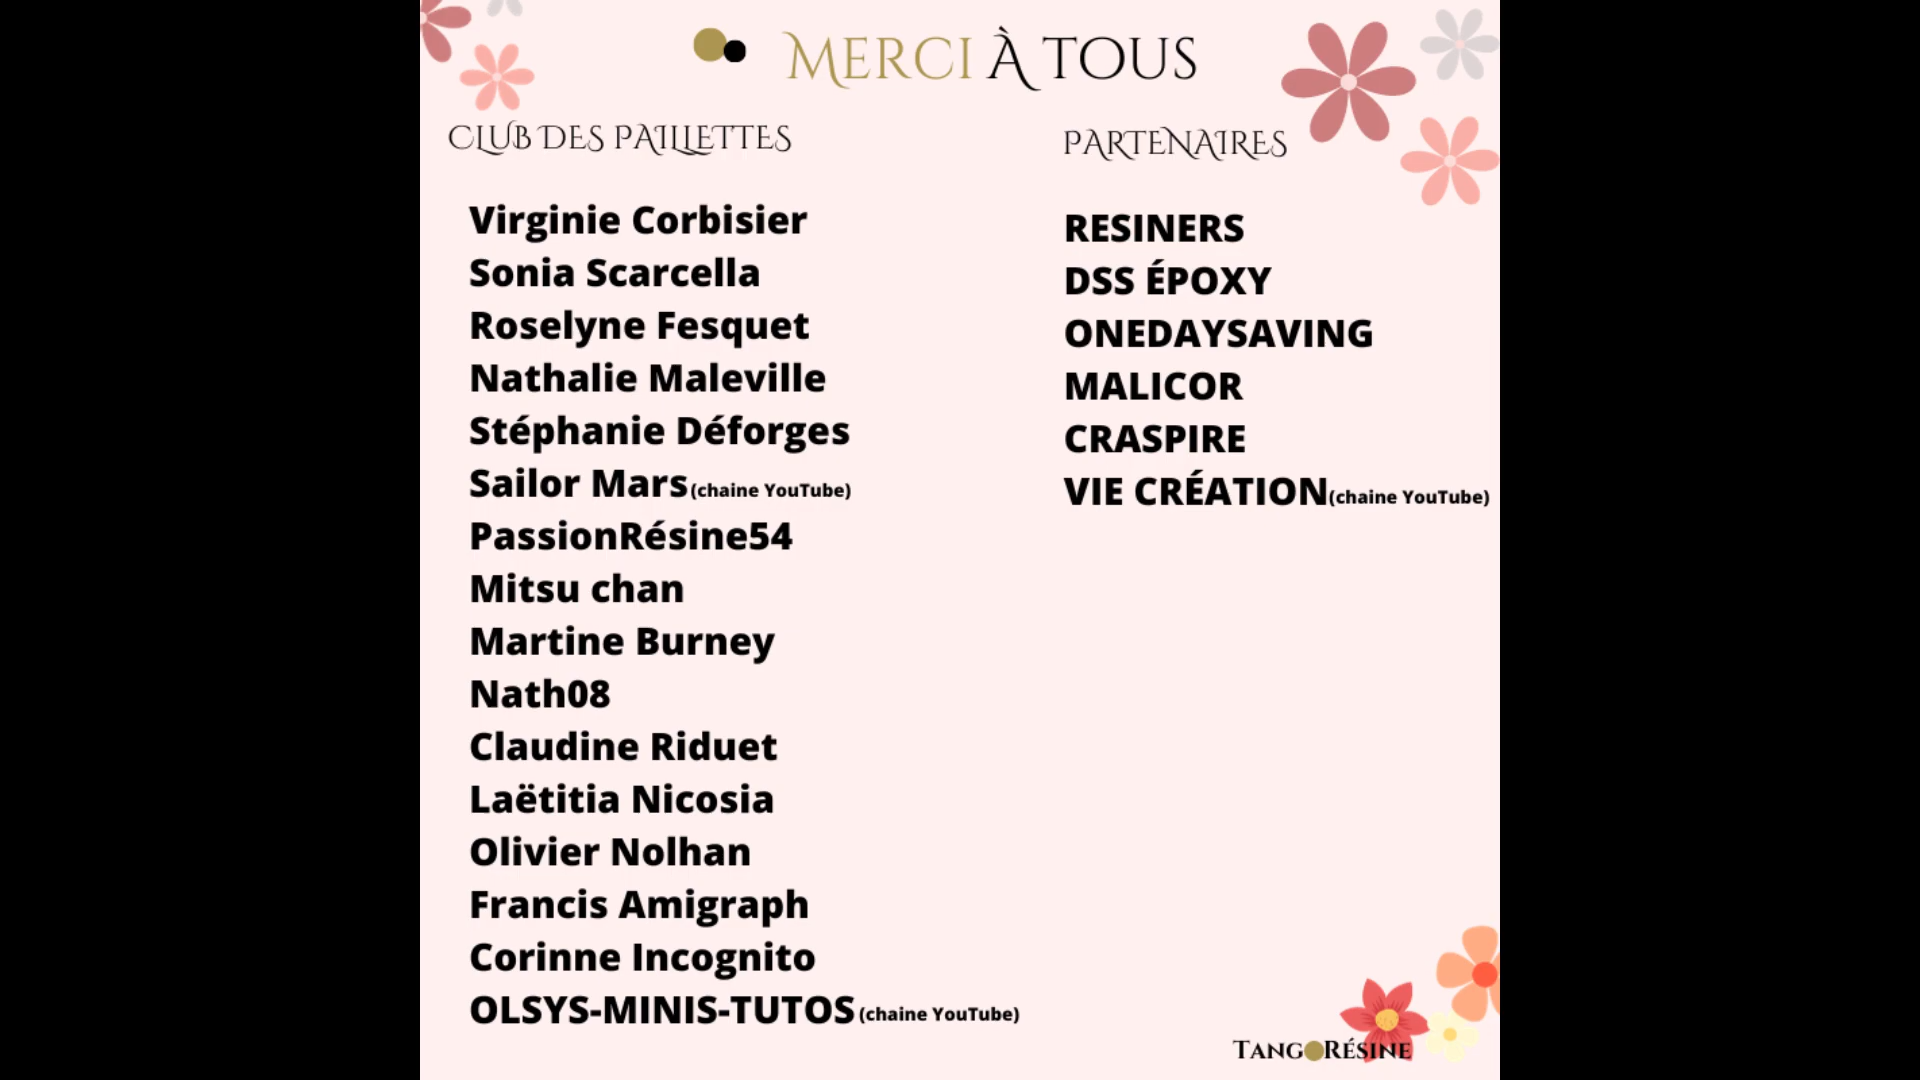 MERCI À TOUS
CLUB DES PAILLETTES
Virginie Corbisier
Sonia Scarcella
Roselyne Fesquet
Nathalie Maleville
Stéphanie Déforges
Sailor Mars (chaine YouTube)
PassionRésine54
Mitsu chan
Martine Burney
Nath08
Claudine Riduet
Laëtitia Nicosia
Olivier Nolhan
Francis Amigraph
Corinne Incognito
OLSYS-MINIS-TUTOS (chaine YouTube)
PARTENAIRES
RESINERS
DSS ÉPOXY
ONEDAYSAVING
MALICOR
CRASPIRE
VIE CRÉATION (chaine YouTube)
TANGO RÉSINE